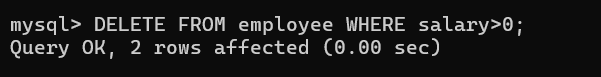 mysql> DELETE FROM employee WHERE salary>0;
Query OK, 2 rows affected (0.00 sec)